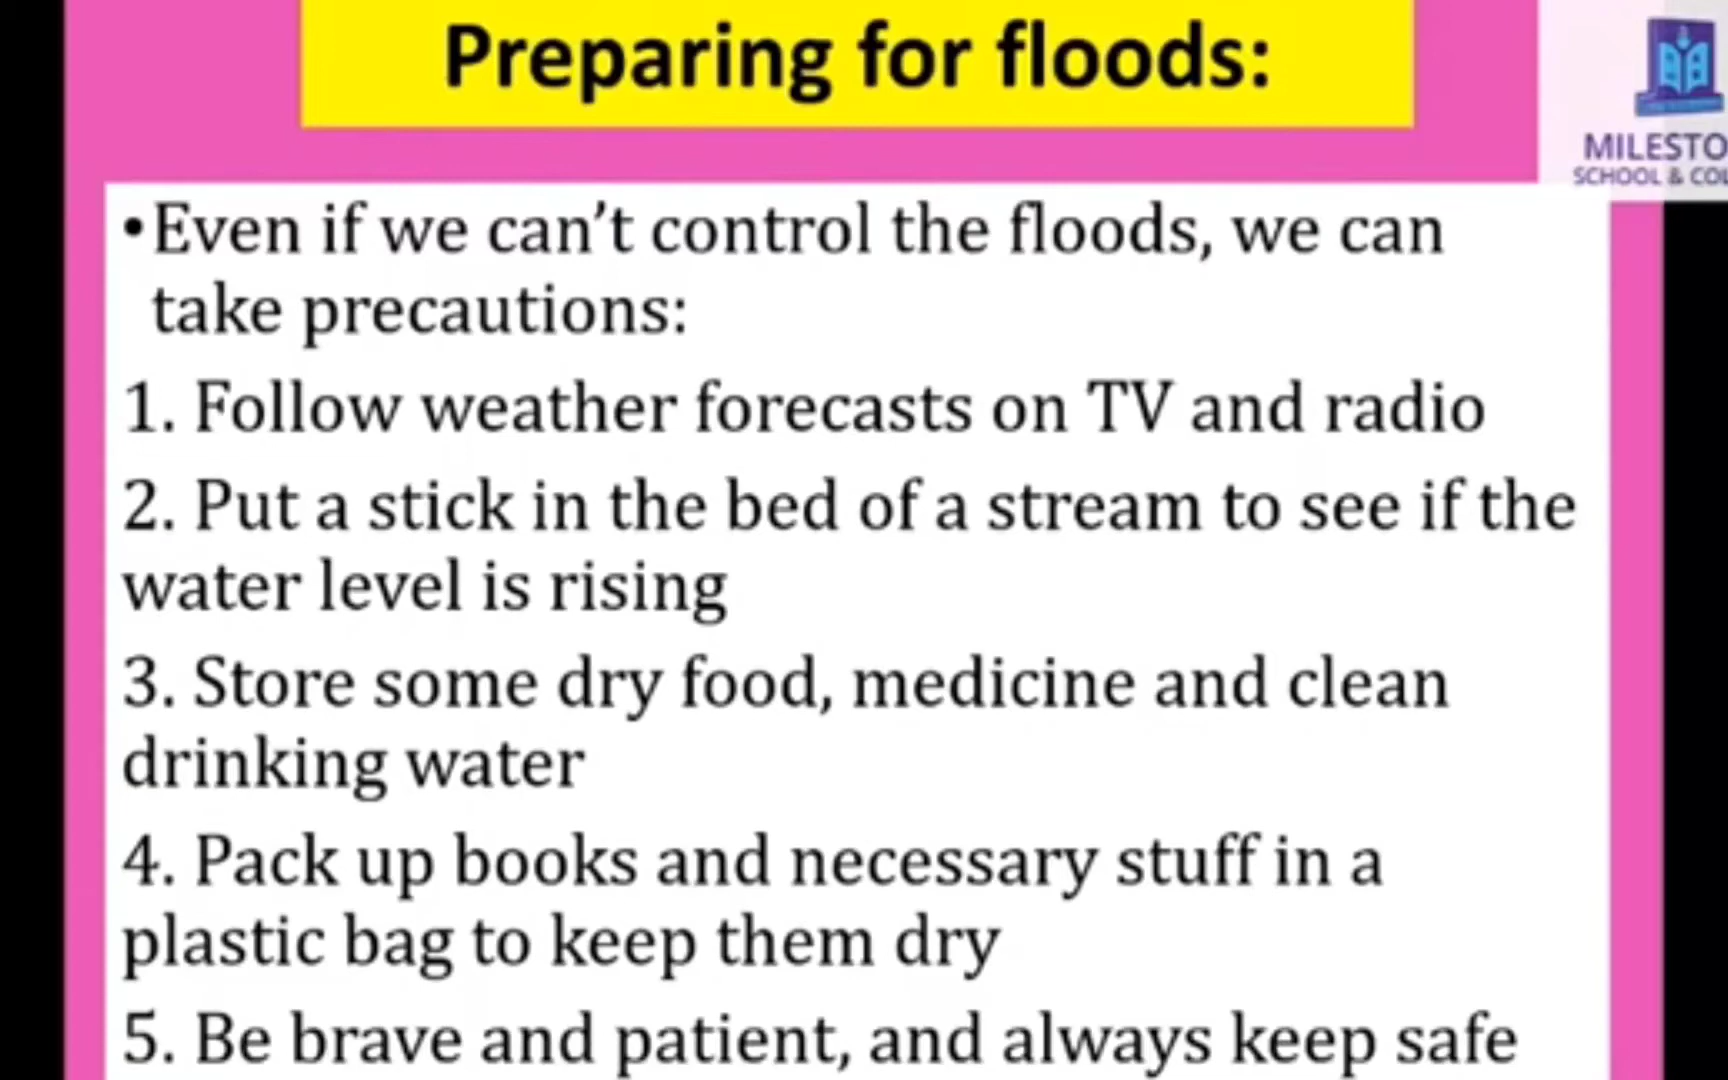 Preparing for floods:
MILESTO
SCHOOL & COL
•Even if we can't control the floods, we can
take precautions:
1. Follow weather forecasts on TV and radio
2. Put a stick in the bed of a stream to see if the
water level is rising
3. Store some dry food, medicine and clean
drinking water
4. Pack up books and necessary stuff in a
plastic bag to keep them dry
5. Be brave and patient, and always keep safe